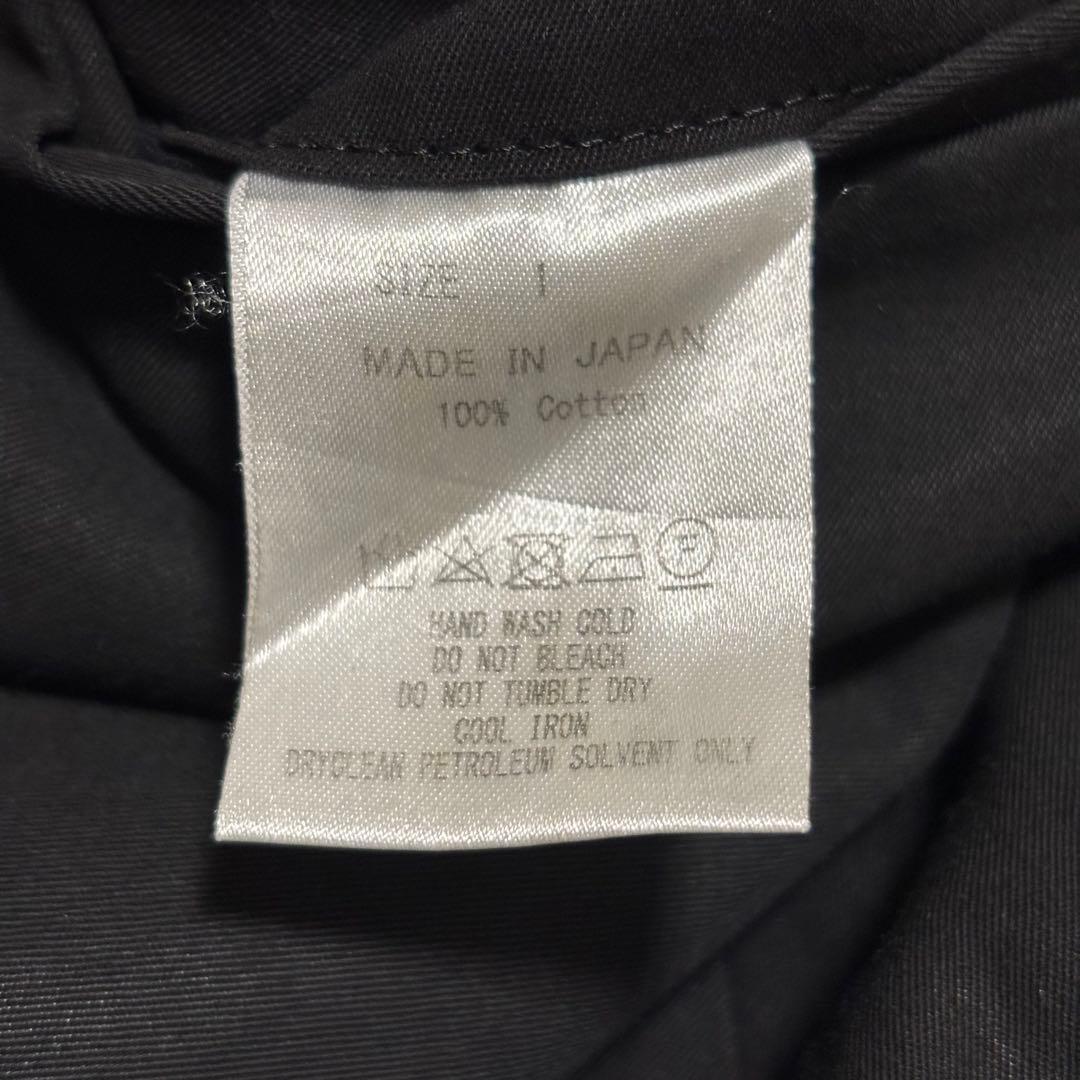 SIZE 1
MADE IN JAPAN
100% Cotton
HAND WASH COLD
DO NOT BLEACH
DO NOT TUMBLE DRY
COOL IRON
DRYCLEAN PETROLEUM SOLVENT ONLY